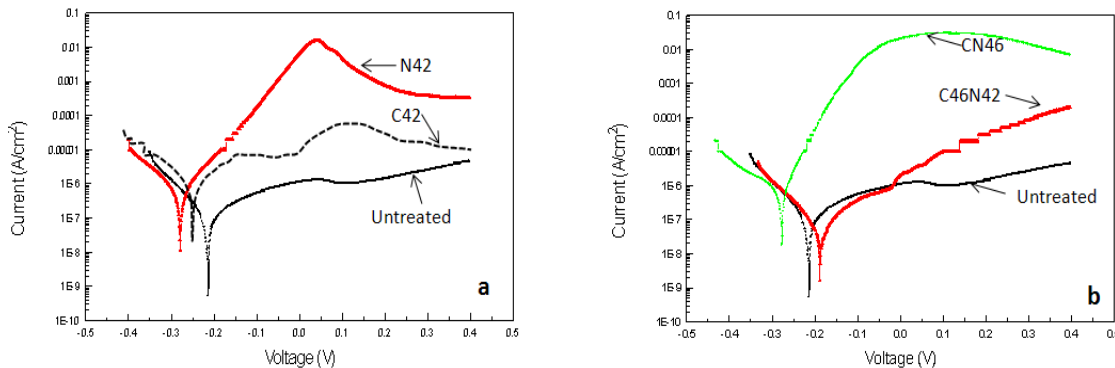 0.1
0.01
0.001
0.0001
0.00001
1E-6
1E-7
1E-8
1E-9
1E-10
Current (A/cm²)
N42
C42
Untreated
a
-0.5 -0.4 -0.3 -0.2 -0.1 0.0 0.1 0.2 0.3 0.4 0.5
Voltage (V)
0.1
0.01
0.001
0.0001
0.00001
1E-6
1E-7
1E-8
1E-9
1E-10
Current (A/cm²)
CN46
C46N42
Untreated
b
-0.5 -0.4 -0.3 -0.2 -0.1 0.0 0.1 0.2 0.3 0.4 0.5
Voltage (V)